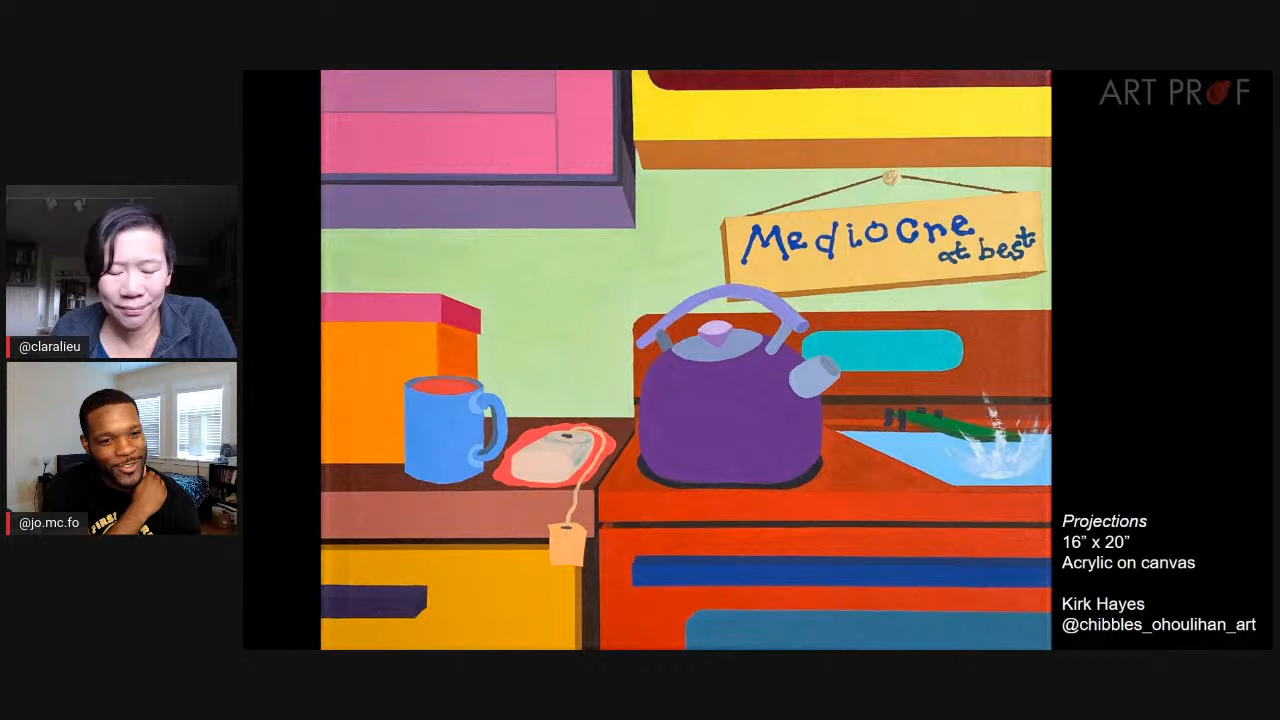 ART PROF
Mediocre
at best
@claralieu
@jo.mc.fo
Projections
16” x 20”
Acrylic on canvas
Kirk Hayes
@chibbles_ohoulihan_art